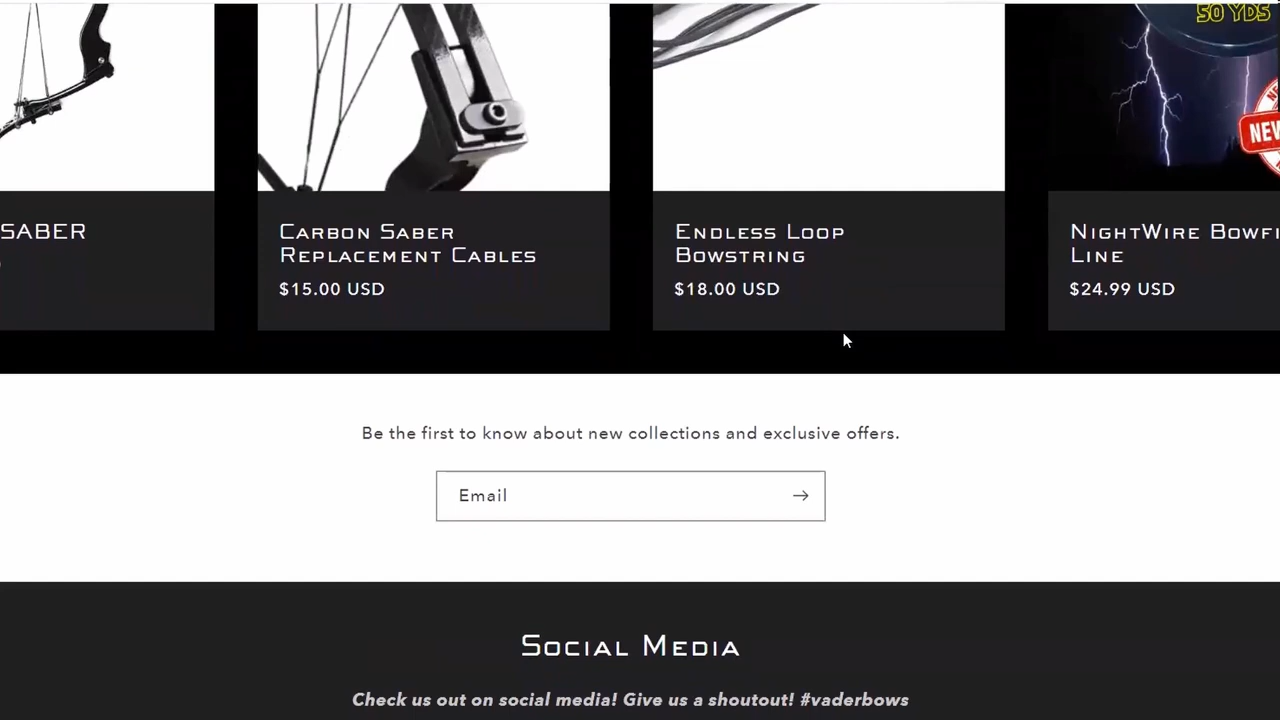 50 YDS
NEW
SABER
Carbon Saber
Replacement Cables
$15.00 USD
Endless Loop
Bowstring
$18.00 USD
NightWire Bowfi
Line
$24.99 USD
Be the first to know about new collections and exclusive offers.
Email
Social Media
Check us out on social media! Give us a shoutout! #vaderbows